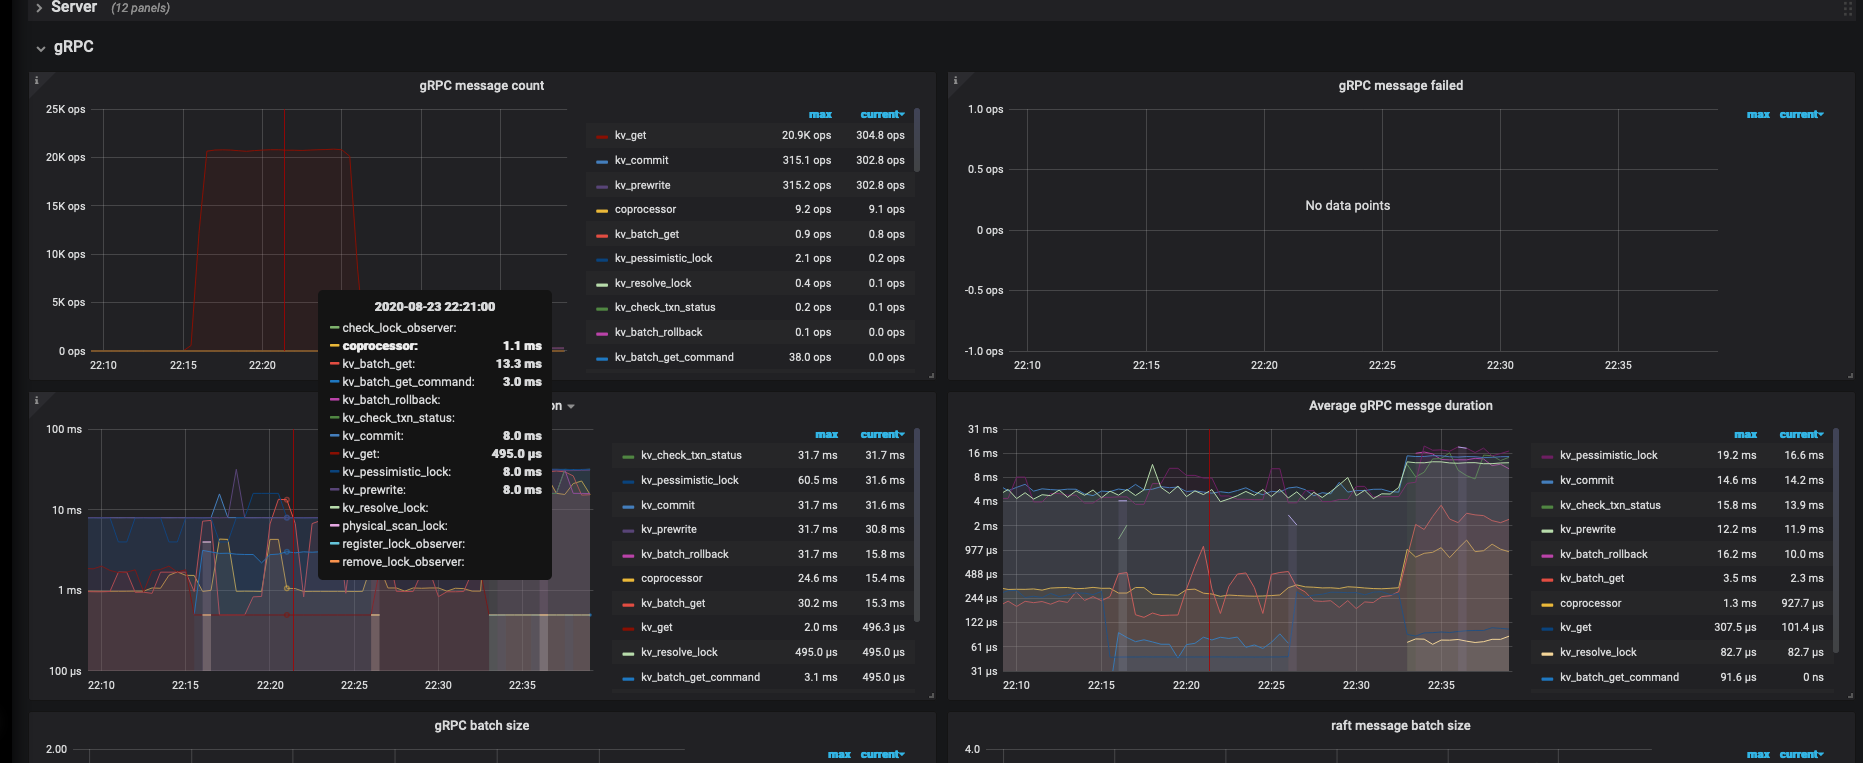 Server (12 panels)
gRPC
gRPC message count
25K ops
20K ops
15K ops
10K ops
5K ops
0 ops
22:10
22:15
22:20
max current
kv_get 20.9K ops 304.8 ops
kv_commit 315.1 ops 302.8 ops
kv_prewrite 315.2 ops 302.8 ops
coprocessor 9.2 ops 9.1 ops
kv_batch_get 0.9 ops 0.8 ops
kv_pessimistic_lock 2.1 ops 0.2 ops
kv_resolve_lock 0.4 ops 0.1 ops
kv_check_txn_status 0.2 ops 0.1 ops
kv_batch_rollback 0.1 ops 0.0 ops
kv_batch_get_command 38.0 ops 0.0 ops
gRPC message failed
1.0 ops
0.5 ops
0 ops
-0.5 ops
-1.0 ops
No data points
22:10
22:15
22:20
22:25
22:30
22:35
max current
2020-08-23 22:21:00
check_lock_observer:
coprocessor: 1.1 ms
kv_batch_get: 13.3 ms
kv_batch_get_command: 3.0 ms
kv_batch_rollback:
kv_check_txn_status:
kv_commit: 8.0 ms
kv_get: 495.0 µs
kv_pessimistic_lock: 8.0 ms
kv_prewrite: 8.0 ms
kv_resolve_lock:
physical_scan_lock:
register_lock_observer:
remove_lock_observer:
on
100 ms
10 ms
1 ms
100 µs
22:10
22:15
22:20
22:25
22:30
22:35
max current
kv_check_txn_status 31.7 ms 31.7 ms
kv_pessimistic_lock 60.5 ms 31.6 ms
kv_commit 31.7 ms 31.6 ms
kv_prewrite 31.7 ms 30.8 ms
kv_batch_rollback 31.7 ms 15.8 ms
coprocessor 24.6 ms 15.4 ms
kv_batch_get 30.2 ms 15.3 ms
kv_get 2.0 ms 496.3 µs
kv_resolve_lock 495.0 µs 495.0 µs
kv_batch_get_command 3.1 ms 495.0 µs
Average gRPC messge duration
31 ms
16 ms
8 ms
4 ms
2 ms
977 µs
488 µs
244 µs
122 µs
61 µs
31 µs
22:10
22:15
22:20
22:25
22:30
22:35
max current
kv_pessimistic_lock 19.2 ms 16.6 ms
kv_commit 14.6 ms 14.2 ms
kv_check_txn_status 15.8 ms 13.9 ms
kv_prewrite 12.2 ms 11.9 ms
kv_batch_rollback 16.2 ms 10.0 ms
kv_batch_get 3.5 ms 2.3 ms
coprocessor 1.3 ms 927.7 µs
kv_get 307.5 µs 101.4 µs
kv_resolve_lock 82.7 µs 82.7 µs
kv_batch_get_command 91.6 µs 0 ns
gRPC batch size
2.00
max current
raft message batch size
4.0
max current